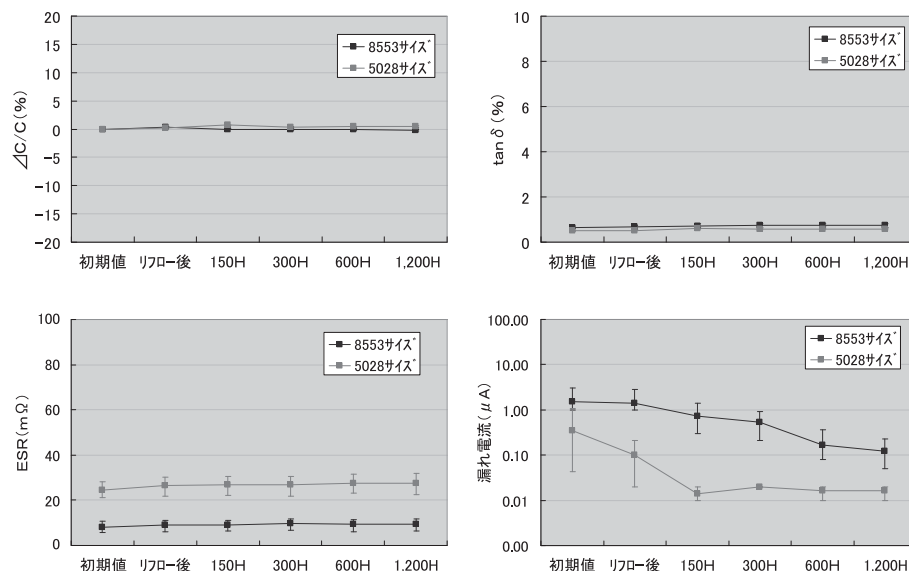 ⊿C/C(%)
20
15
10
5
0
-5
-10
-15
-20
8553サイズ
5028サイズ
初期値 リフロー後 150H 300H 600H 1,200H
tan δ (%)
10
8
6
4
2
0
8553サイズ
5028サイズ
初期値 リフロー後 150H 300H 600H 1,200H
ESR(mΩ)
100
80
60
40
20
0
8553サイズ
5028サイズ
初期値 リフロー後 150H 300H 600H 1,200H
漏れ電流(μA)
100.00
10.00
1.00
0.10
0.01
0.00
8553サイズ
5028サイズ
初期値 リフロー後 150H 300H 600H 1,200H